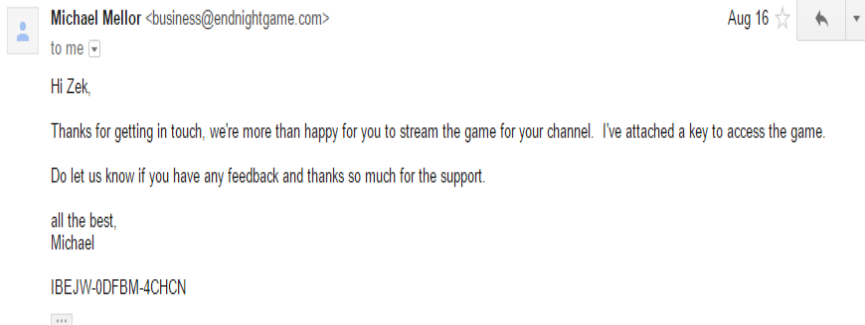 Michael Mellor <business@endnightgame.com> Aug 16
to me
Hi Zek,
Thanks for getting in touch, we're more than happy for you to stream the game for your channel. I've attached a key to access the game.
Do let us know if you have any feedback and thanks so much for the support.
all the best,
Michael
IBEJW-0DFBM-4CHCN